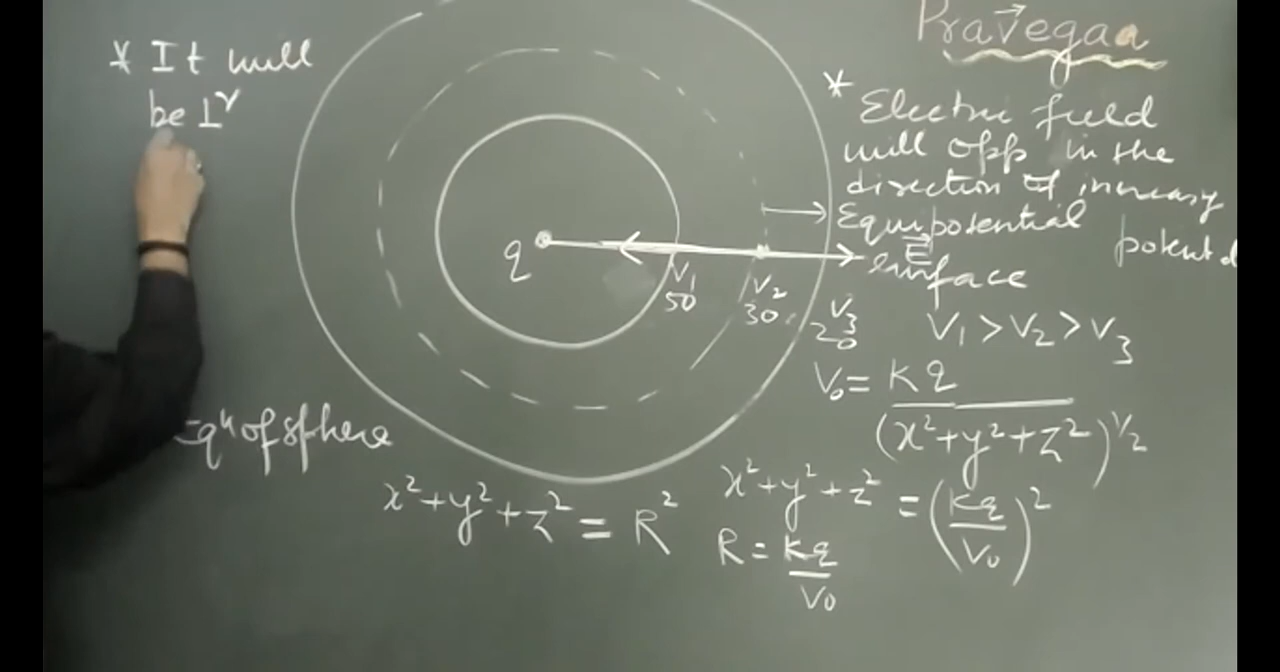 Pravegaa
* It will
be ⊥r
* Electric field
will opp in the
direction of increasing
potential
Equipotential
surface
E
q
V1
50
V2
30
V3
20
V1 > V2 > V3
V0 = Kq / (x²+y²+z²)^1/2
Eqn of sphere
x²+y²+z² = R²
x²+y²+z² = (Kq/V0)²
R = Kq/V0